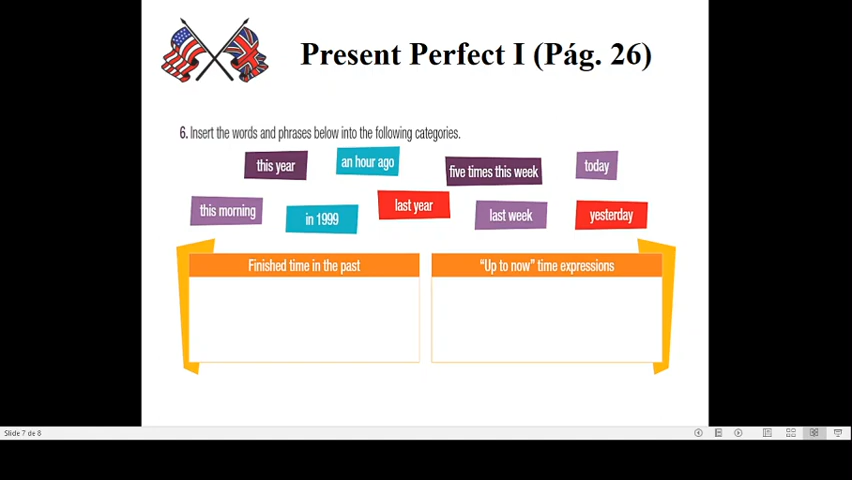 Present Perfect I (Pág. 26)
6. Insert the words and phrases below into the following categories.
this year
an hour ago
five times this week
today
this morning
in 1999
last year
last week
yesterday
Finished time in the past
“Up to now” time expressions
Slide 7 de 8